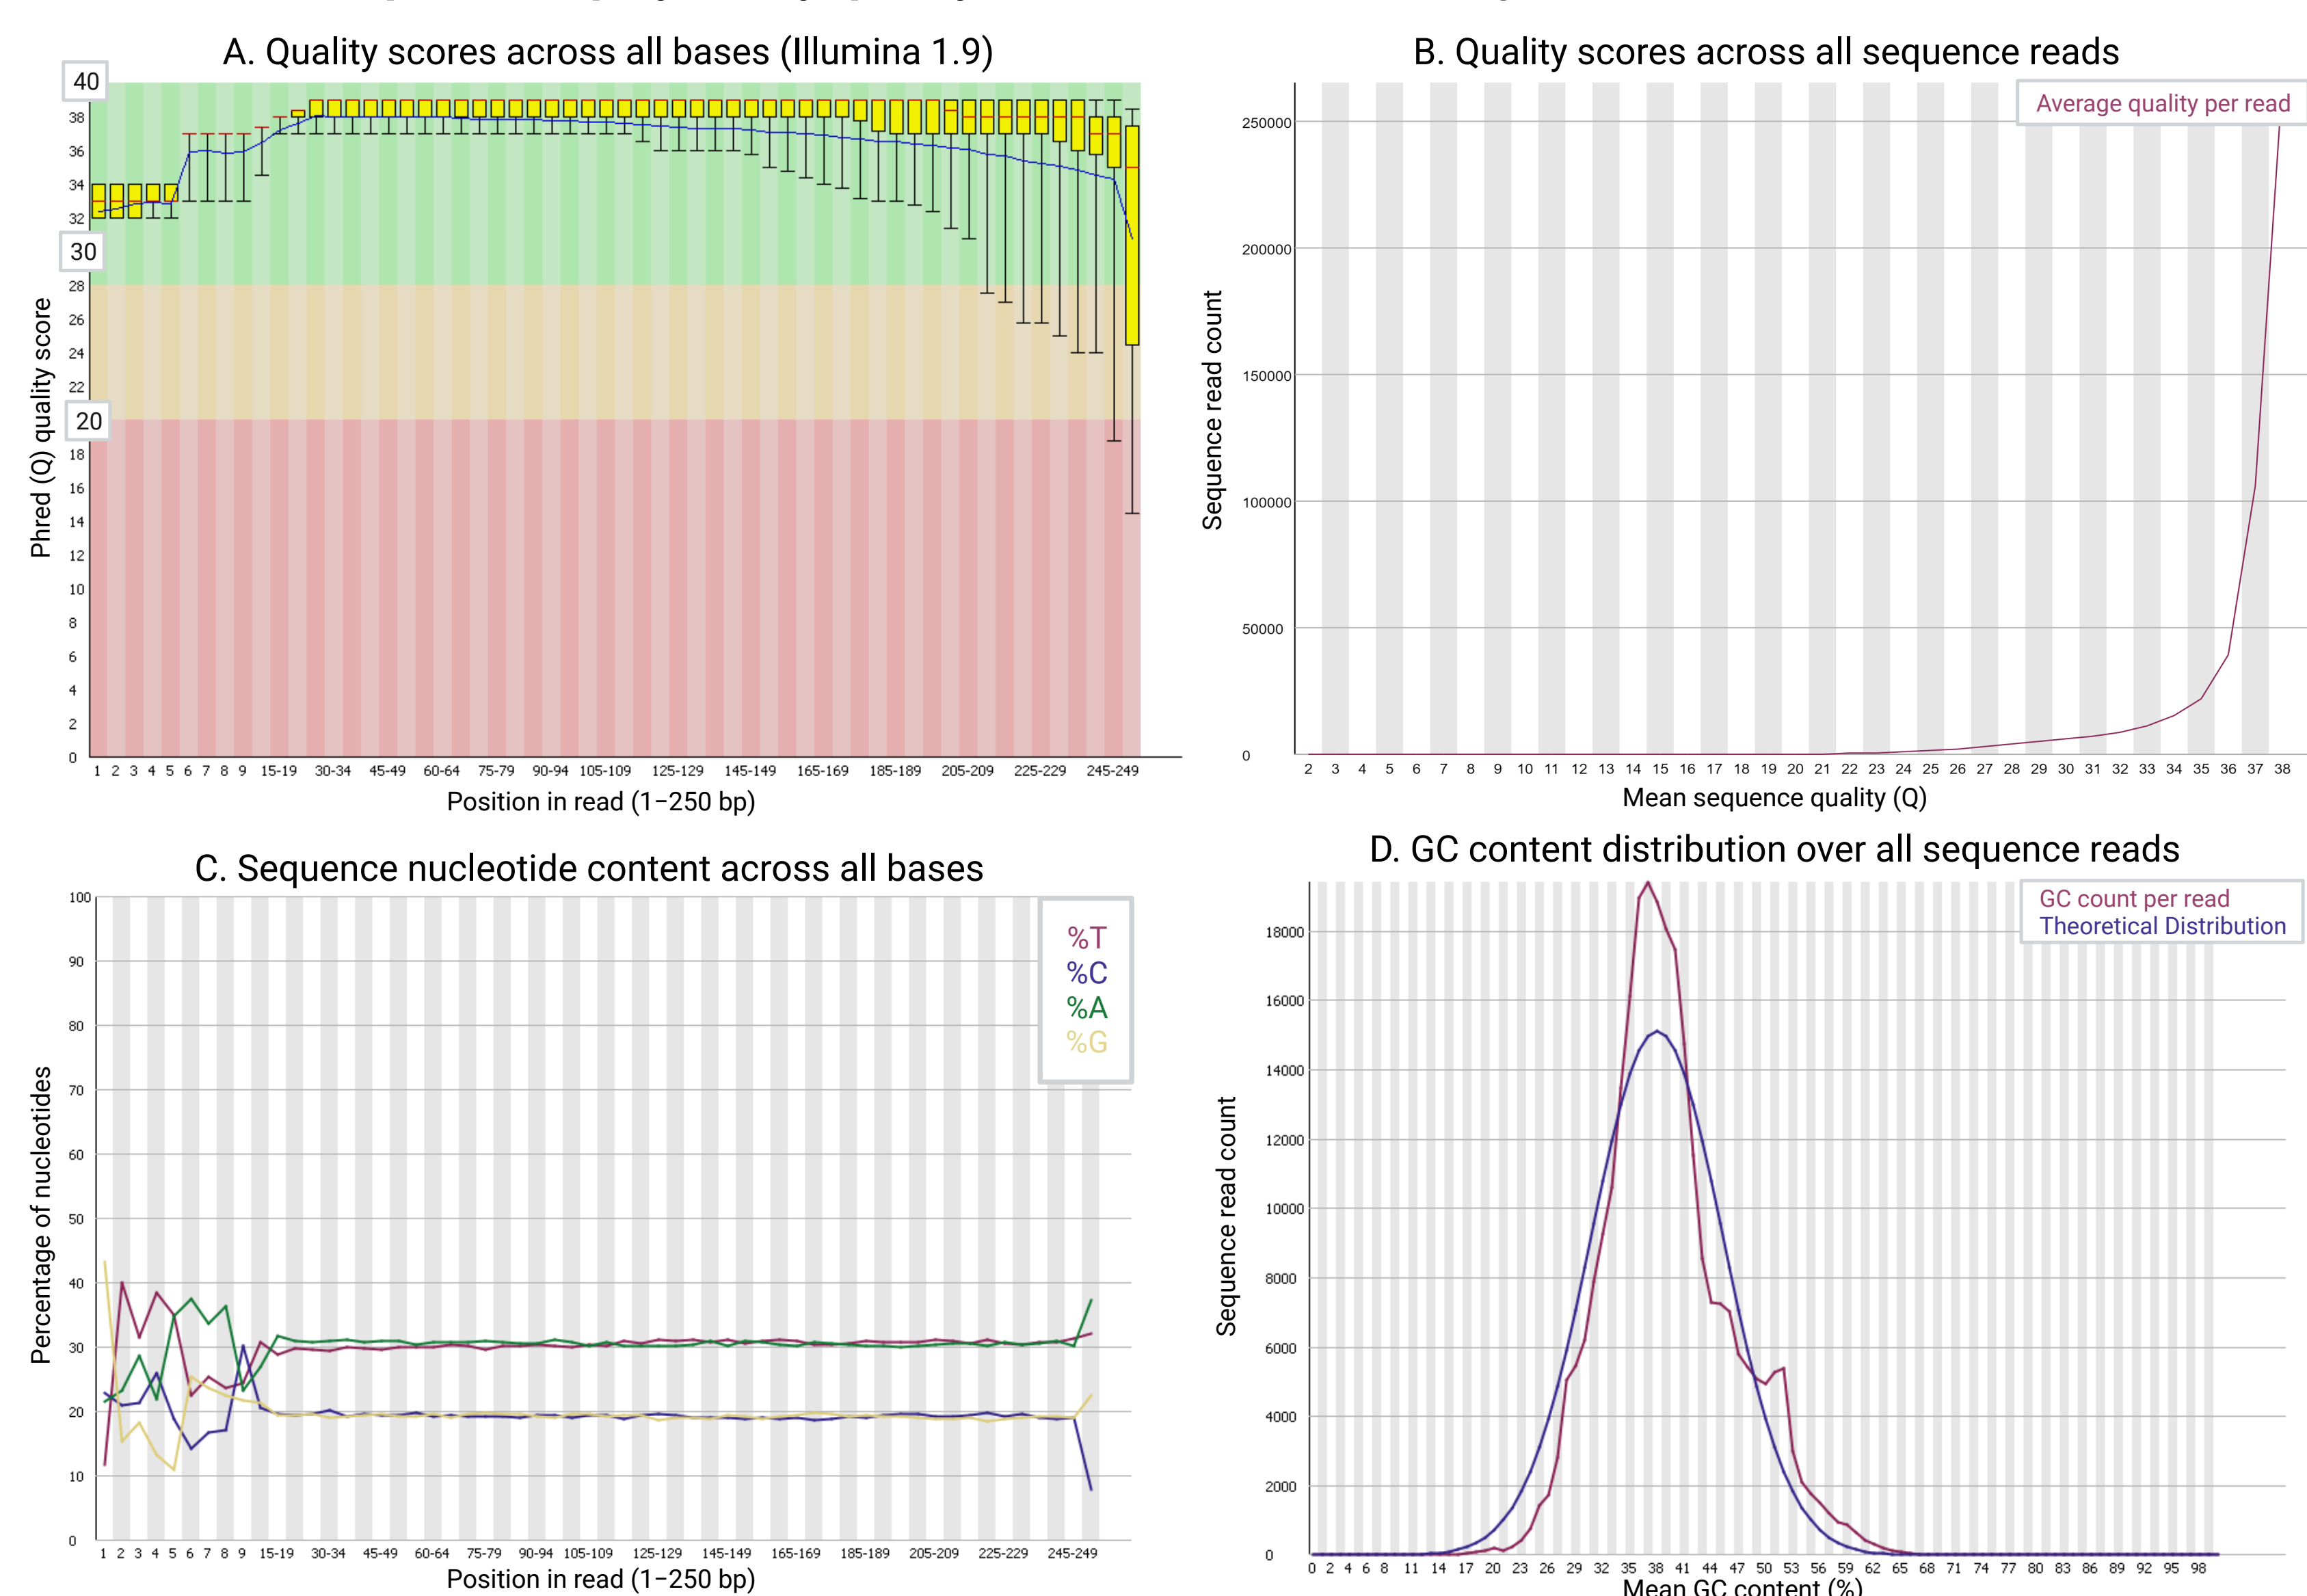 A. Quality scores across all bases (Illumina 1.9)
40
38
36
34
32
30
28
26
24
22
20
18
16
14
12
10
8
6
4
2
0
Phred (Q) quality score
1 2 3 4 5 6 7 8 9 15-19 30-34 45-49 60-64 75-79 90-94 105-109 125-129 145-149 165-169 185-189 205-209 225-229 245-249
Position in read (1–250 bp)
B. Quality scores across all sequence reads
Average quality per read
250000
200000
150000
100000
50000
0
Sequence read count
2 3 4 5 6 7 8 9 10 11 12 13 14 15 16 17 18 19 20 21 22 23 24 25 26 27 28 29 30 31 32 33 34 35 36 37 38
Mean sequence quality (Q)
C. Sequence nucleotide content across all bases
%T
%C
%A
%G
100
90
80
70
60
50
40
30
20
10
0
Percentage of nucleotides
1 2 3 4 5 6 7 8 9 15-19 30-34 45-49 60-64 75-79 90-94 105-109 125-129 145-149 165-169 185-189 205-209 225-229 245-249
Position in read (1–250 bp)
D. GC content distribution over all sequence reads
GC count per read
Theoretical Distribution
18000
16000
14000
12000
10000
8000
6000
4000
2000
0
Sequence read count
0 2 4 6 8 11 14 17 20 23 26 29 32 35 38 41 44 47 50 53 56 59 62 65 68 71 74 77 80 83 86 89 92 95 98
Mean GC content (%)